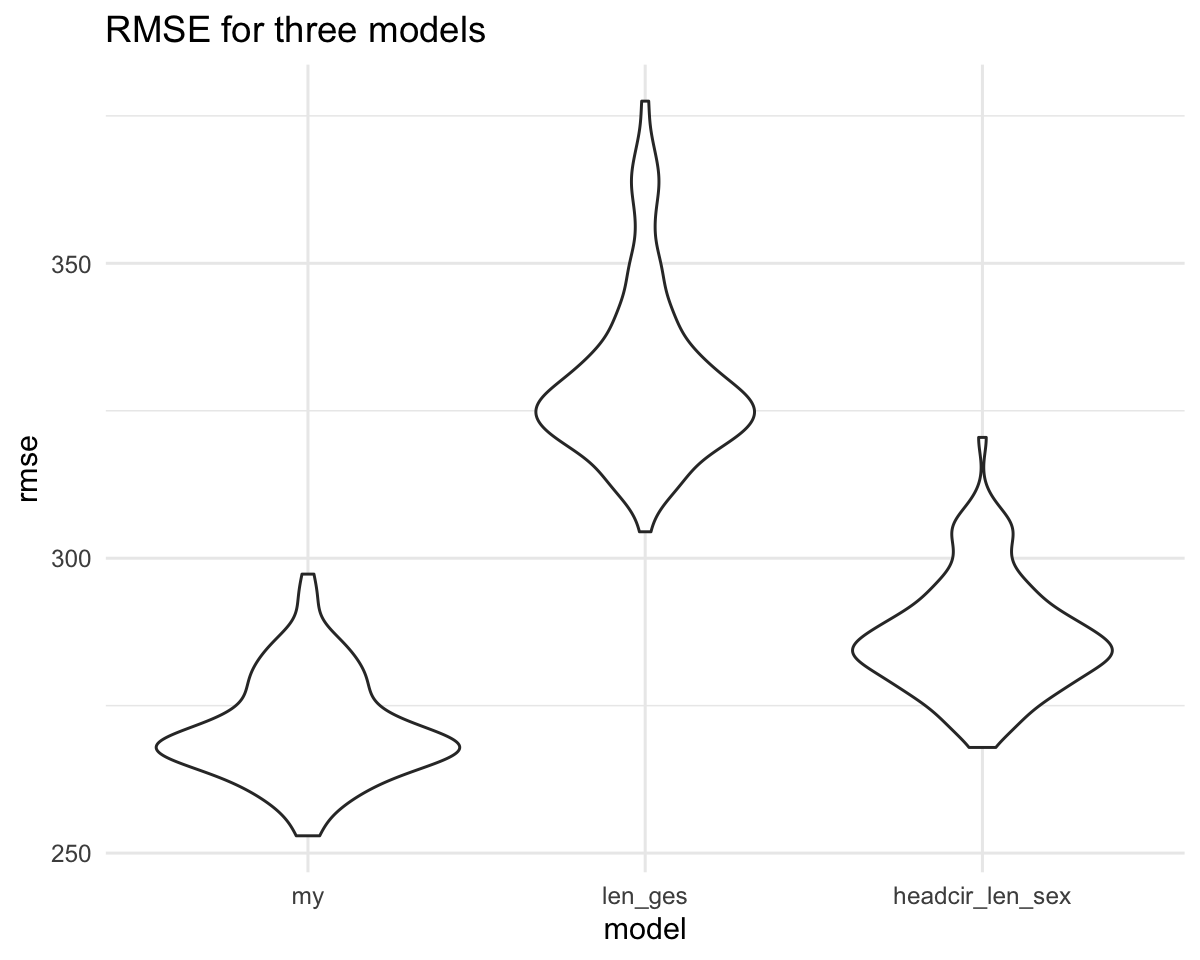 RMSE for three models
rmse
350
300
250
my
len_ges
headcir_len_sex
model